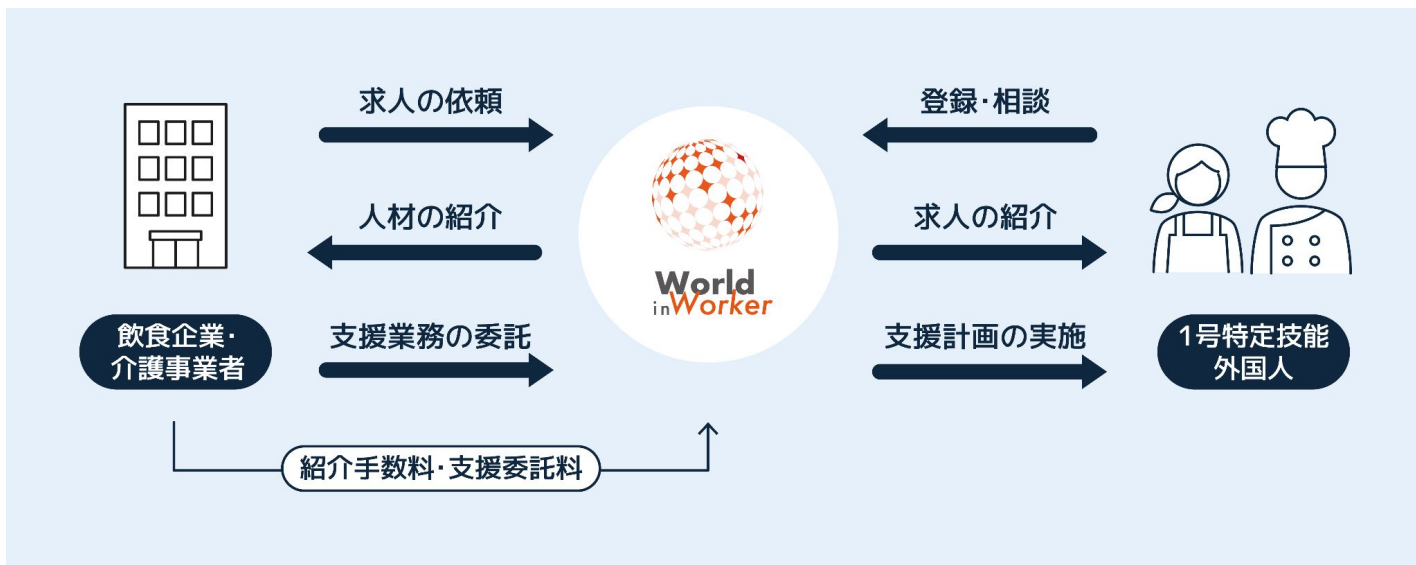 求人の依頼
登録・相談
人材の紹介
求人の紹介
World
inWorker
飲食企業・
介護事業者
支援業務の委託
支援計画の実施
1号特定技能
外国人
紹介手数料・支援委託料